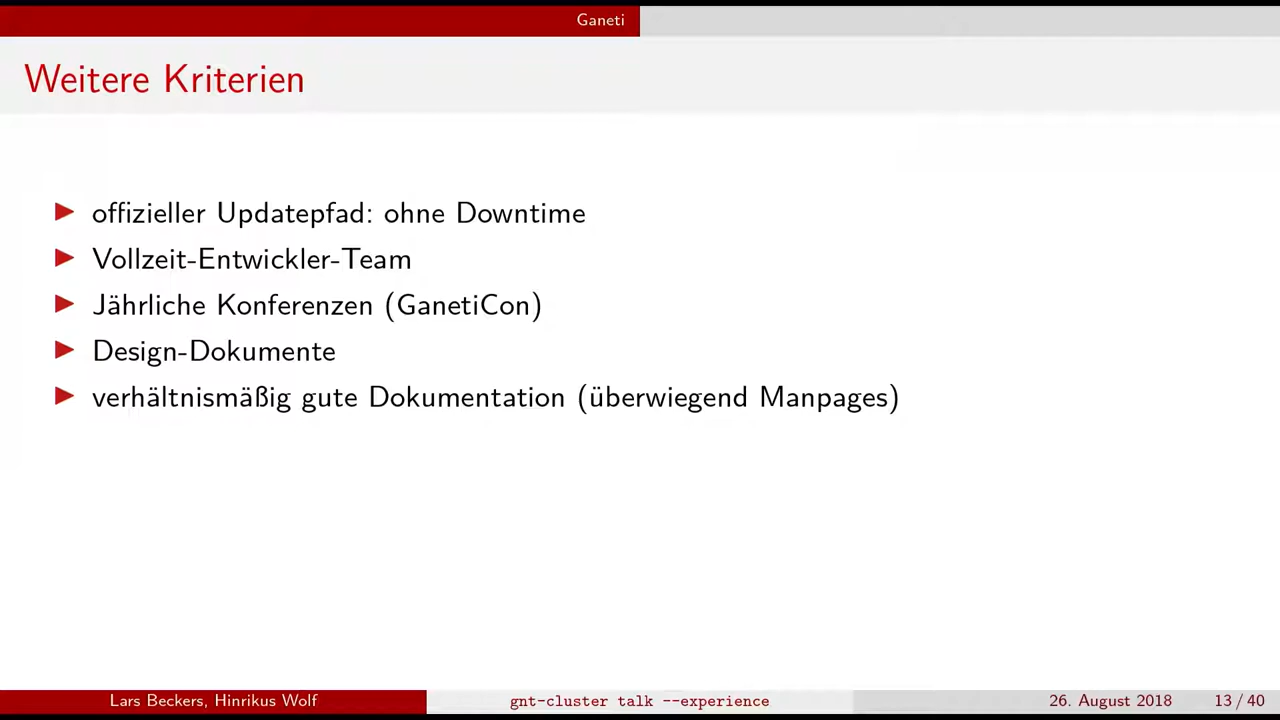 Ganeti
Weitere Kriterien
offizieller Updatepfad: ohne Downtime
Vollzeit-Entwickler-Team
Jährliche Konferenzen (GanetiCon)
Design-Dokumente
verhältnismäßig gute Dokumentation (überwiegend Manpages)
Lars Beckers, Hinrikus Wolf
gnt-cluster talk --experience
26. August 2018
13 / 40